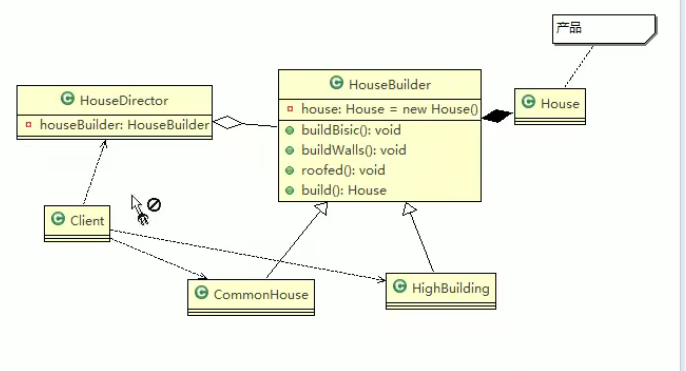 产品
HouseDirector
houseBuilder: HouseBuilder
HouseBuilder
house: House = new House()
buildBisic(): void
buildWalls(): void
roofed(): void
build(): House
House
Client
CommonHouse
HighBuilding